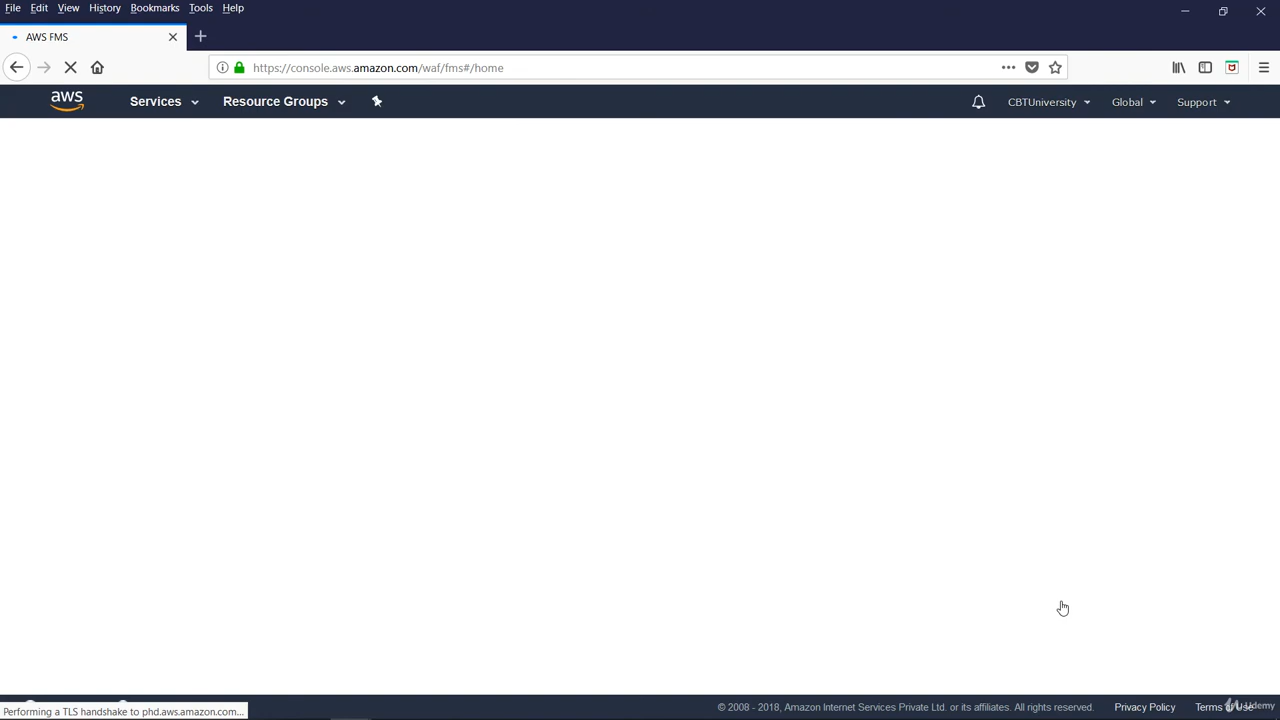 File Edit View History Bookmarks Tools Help
AWS FMS
https://console.aws.amazon.com/waf/fms#/home
aws Services Resource Groups CBTUniversity Global Support
Performing a TLS handshake to phd.aws.amazon.com...
© 2008 - 2018, Amazon Internet Services Private Ltd. or its affiliates. All rights reserved. Privacy Policy Terms of Use
Udemy